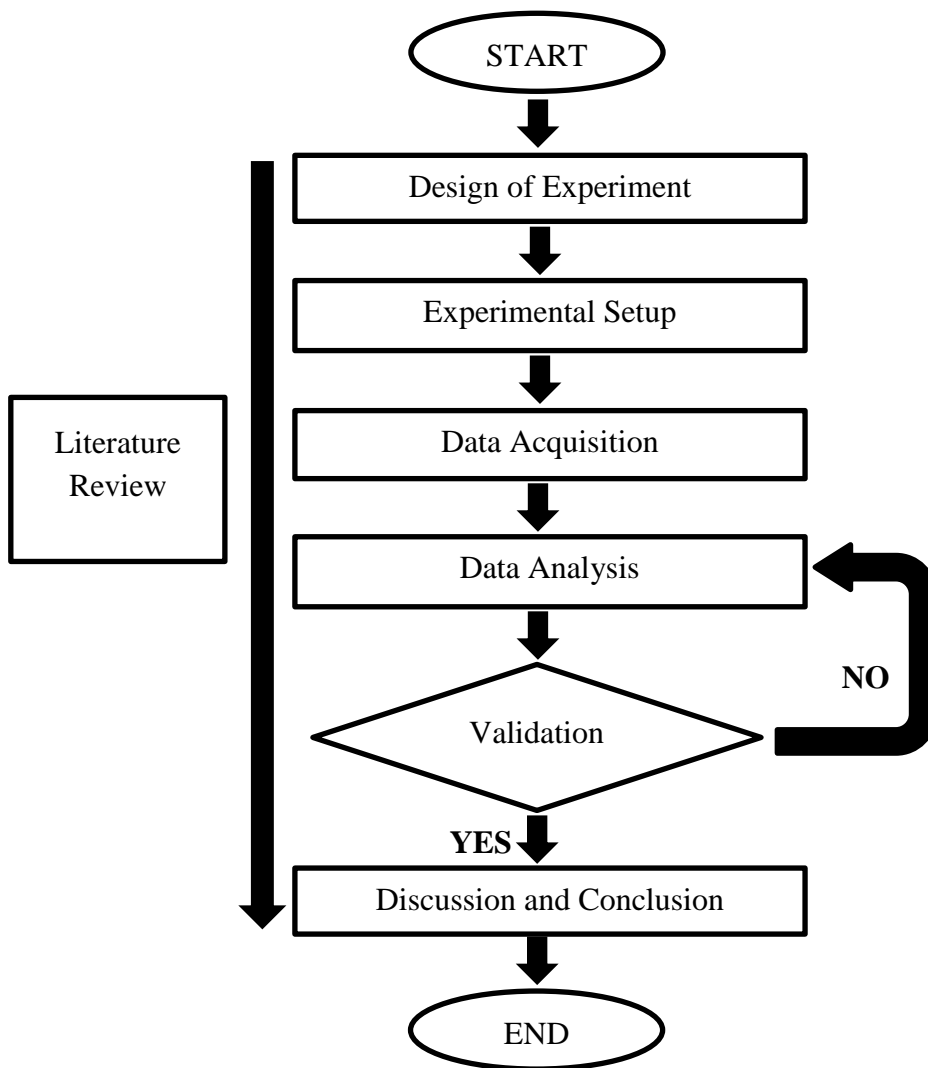 START
Design of Experiment
Experimental Setup
Data Acquisition
Literature
Review
Data Analysis
NO
Validation
YES
Discussion and Conclusion
END